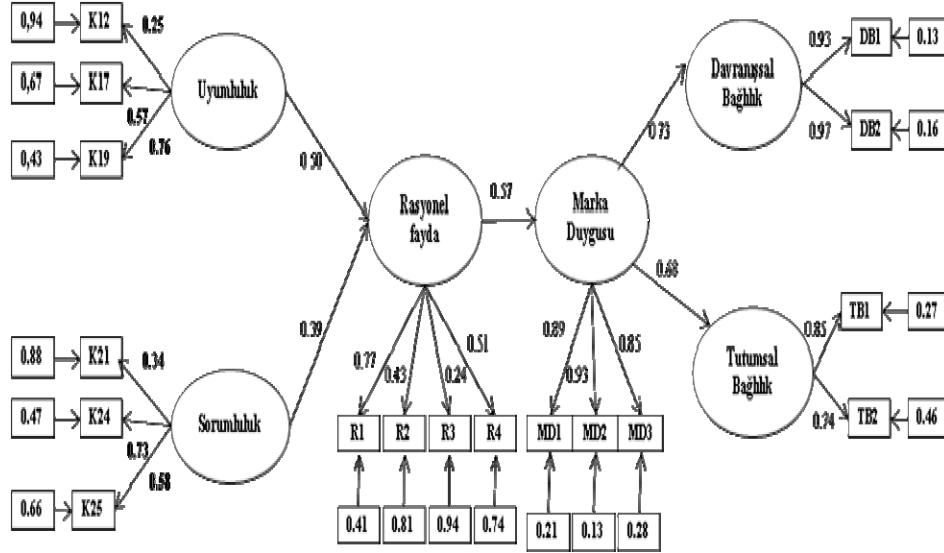 0,94
K12
0.25
0,67
K17
0.57
0,43
K19
0.76
Uyumluluk
0.50
0.88
K21
0.34
0.47
K24
0.73
0.66
K25
0.58
Sorumluluk
0.39
Rasyonel
fayda
0.57
Marka
Duygusu
0.73
Davranışsal
Bağlılık
0.93
DB1
0.13
0.97
DB2
0.16
0.68
Tutumsal
Bağlılık
0.85
TB1
0.27
0.74
TB2
0.46
0.77
0.43
0.24
0.51
R1
R2
R3
R4
0.41
0.81
0.94
0.74
0.89
0.93
0.85
MD1
MD2
MD3
0.21
0.13
0.28